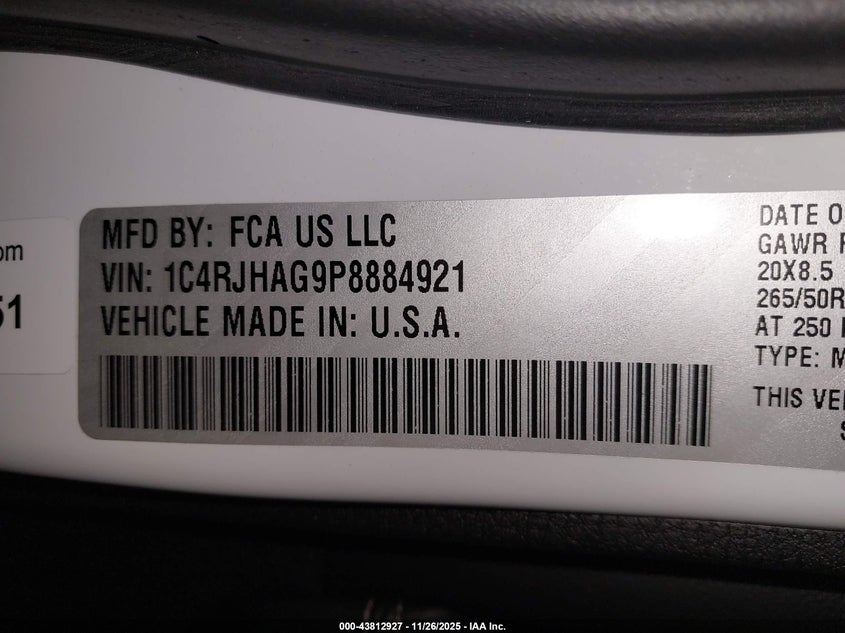 MFD BY: FCA US LLC
VIN: 1C4RJHAG9P8884921
VEHICLE MADE IN: U.S.A.
om
51
DATE O
GAWR
20X8.5
265/50R
AT 250
TYPE: M
THIS VE
000-43812927 - 11/26/2025 - IAA Inc.